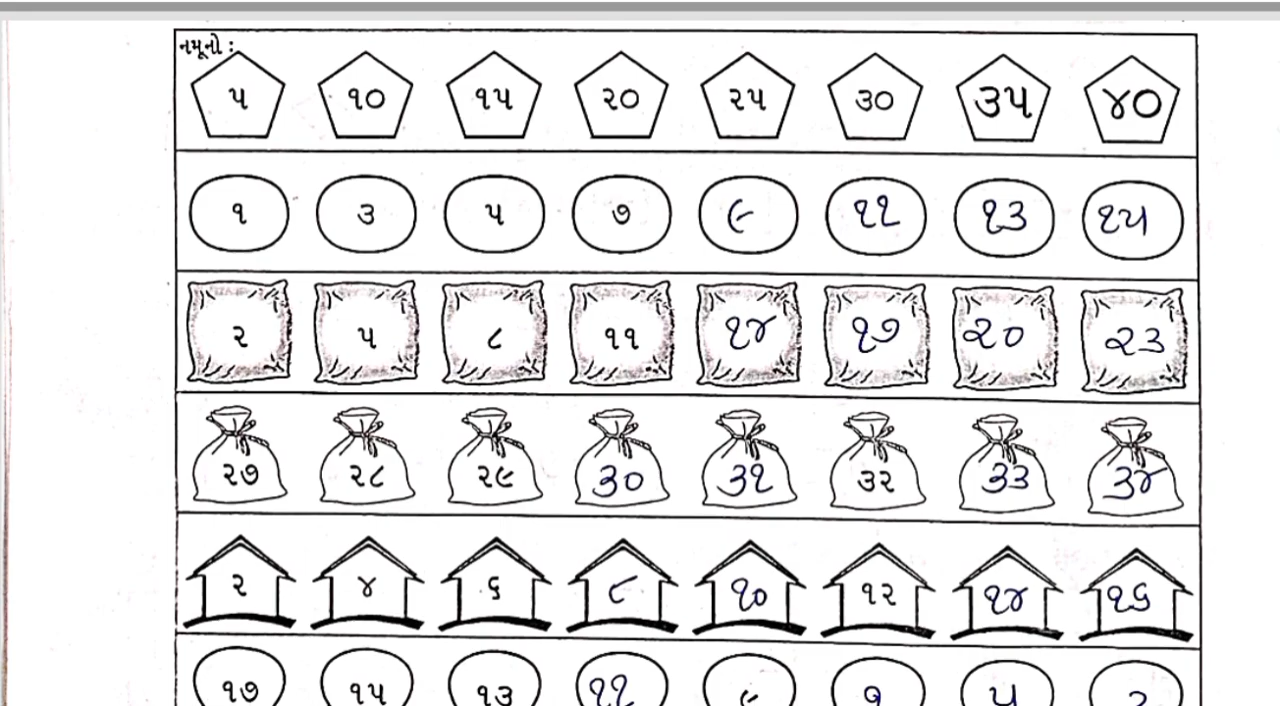 નમૂનો :
૫ ૧૦ ૧૫ ૨૦ ૨૫ ૩૦ ૩૫ ૪૦
૧ ૩ ૫ ૭ ૯ ૧૧ ૧૩ ૧૫
૨ ૫ ૮ ૧૧ ૧૪ ૧૭ ૨૦ ૨૩
૨૭ ૨૮ ૨૯ ૩૦ ૩૧ ૩૨ ૩૩ ૩૪
૨ ૪ ૬ ૮ ૧૦ ૧૨ ૧૪ ૧૬
૧૭ ૧૫ ૧૩ ૧૧ ૯ ૭ ૫ ૩